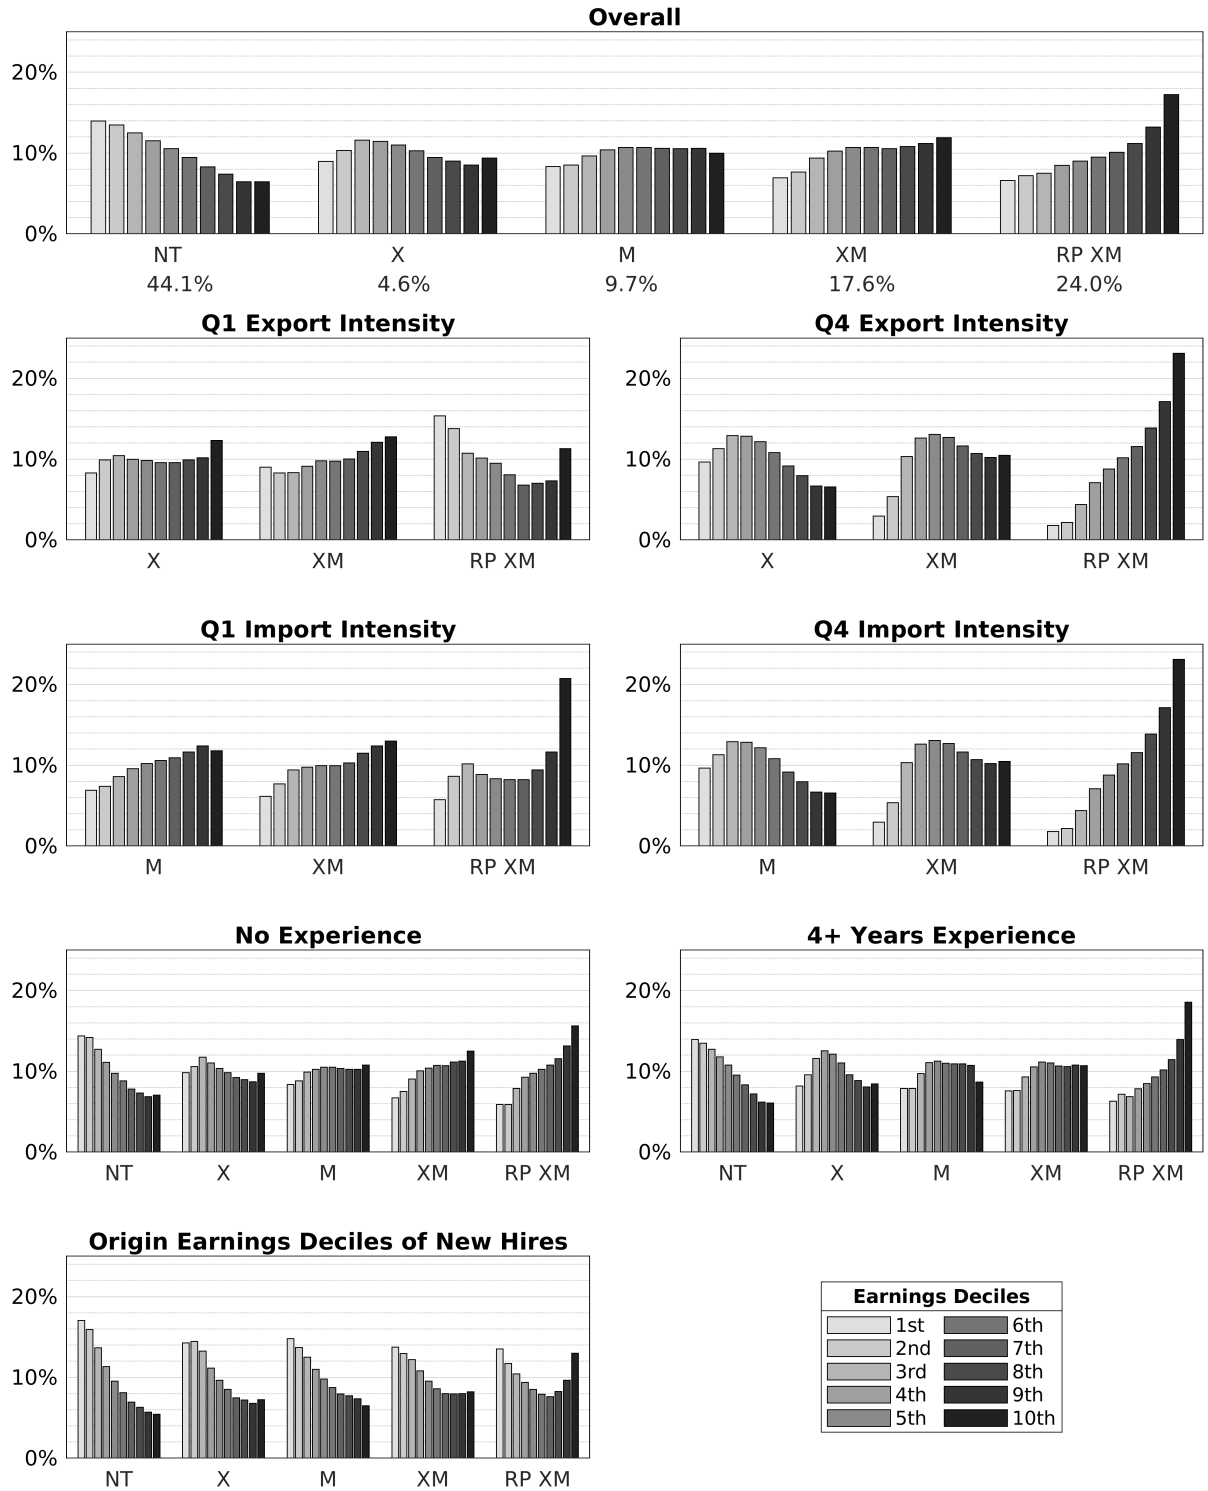 Overall
20%
10%
0%
NT X M XM RP XM
44.1% 4.6% 9.7% 17.6% 24.0%
Q1 Export Intensity
20%
10%
0%
X XM RP XM
Q4 Export Intensity
20%
10%
0%
X XM RP XM
Q1 Import Intensity
20%
10%
0%
M XM RP XM
Q4 Import Intensity
20%
10%
0%
M XM RP XM
No Experience
20%
10%
0%
NT X M XM RP XM
4+ Years Experience
20%
10%
0%
NT X M XM RP XM
Origin Earnings Deciles of New Hires
20%
10%
0%
NT X M XM RP XM
Earnings Deciles
1st 6th
2nd 7th
3rd 8th
4th 9th
5th 10th